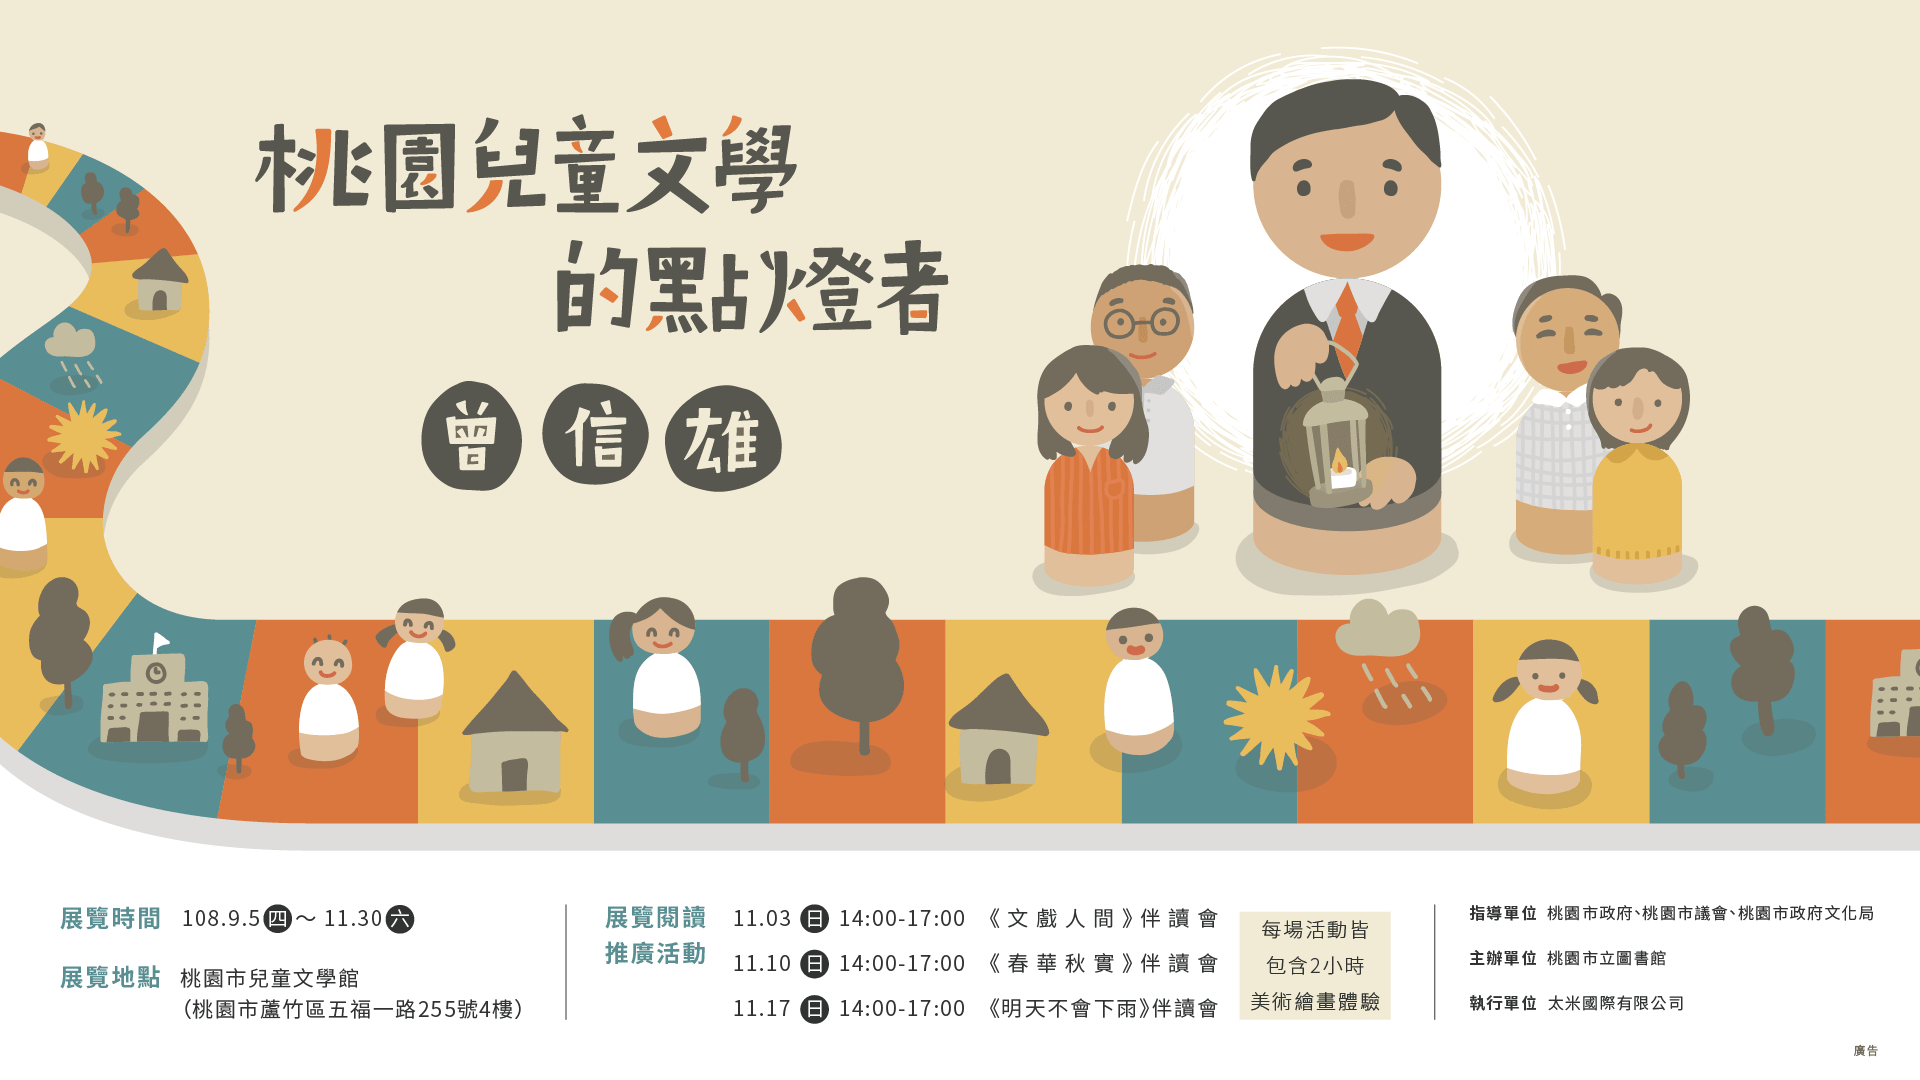 桃園兒童文學
的點燈者
曾信雄
展覽時間 108.9.5四～11.30六
展覽地點 桃園市兒童文學館
(桃園市蘆竹區五福一路255號4樓)
展覽閱讀
推廣活動
11.03 日 14:00-17:00 《文戲人間》伴讀會
11.10 日 14:00-17:00 《春華秋實》伴讀會
11.17 日 14:00-17:00 《明天不會下雨》伴讀會
每場活動皆
包含2小時
美術繪畫體驗
指導單位 桃園市政府、桃園市議會、桃園市政府文化局
主辦單位 桃園市立圖書館
執行單位 太米國際有限公司
廣告